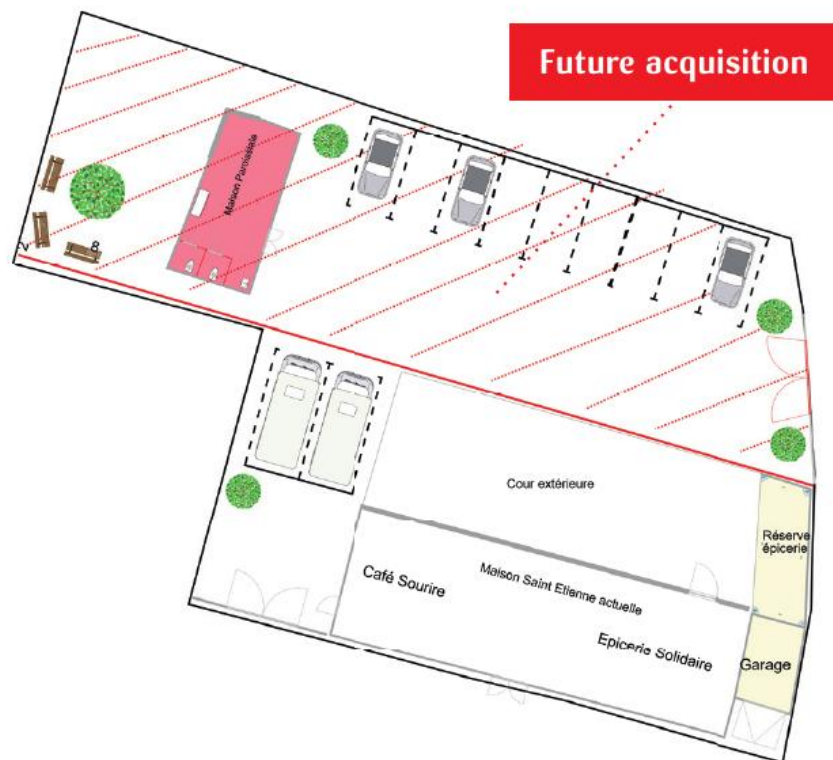 Future acquisition
Maison Paroissiale
Cour extérieure
Réserve
épicerie
Café Sourire
Maison Saint Etienne actuelle
Epicerie Solidaire
Garage